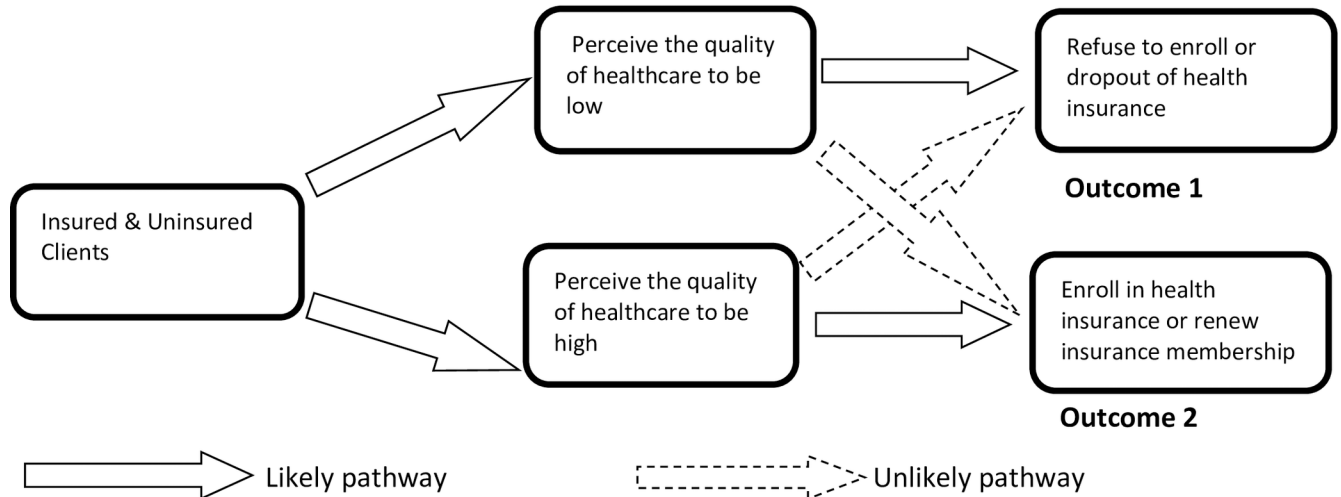 Perceive the quality
of healthcare to be
low
Refuse to enroll or
dropout of health
insurance
Outcome 1
Insured & Uninsured
Clients
Perceive the quality
of healthcare to be
high
Enroll in health
insurance or renew
insurance membership
Outcome 2
Likely pathway
Unlikely pathway